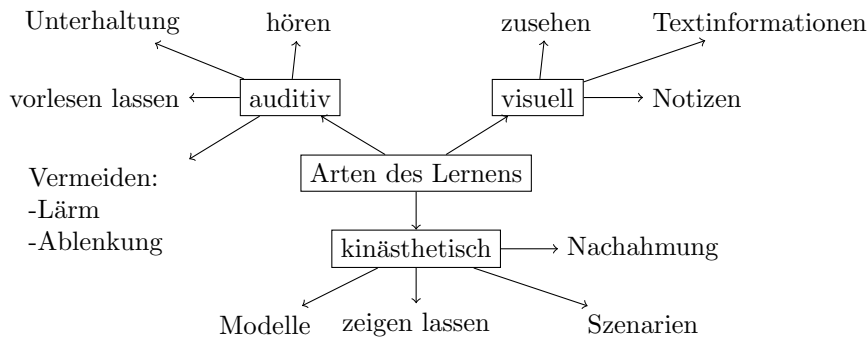 Unterhaltung
hören
zusehen
Textinformationen
vorlesen lassen
auditiv
visuell
Notizen
Arten des Lernens
Vermeiden:
-Lärm
-Ablenkung
kinästhetisch
Nachahmung
Modelle
zeigen lassen
Szenarien